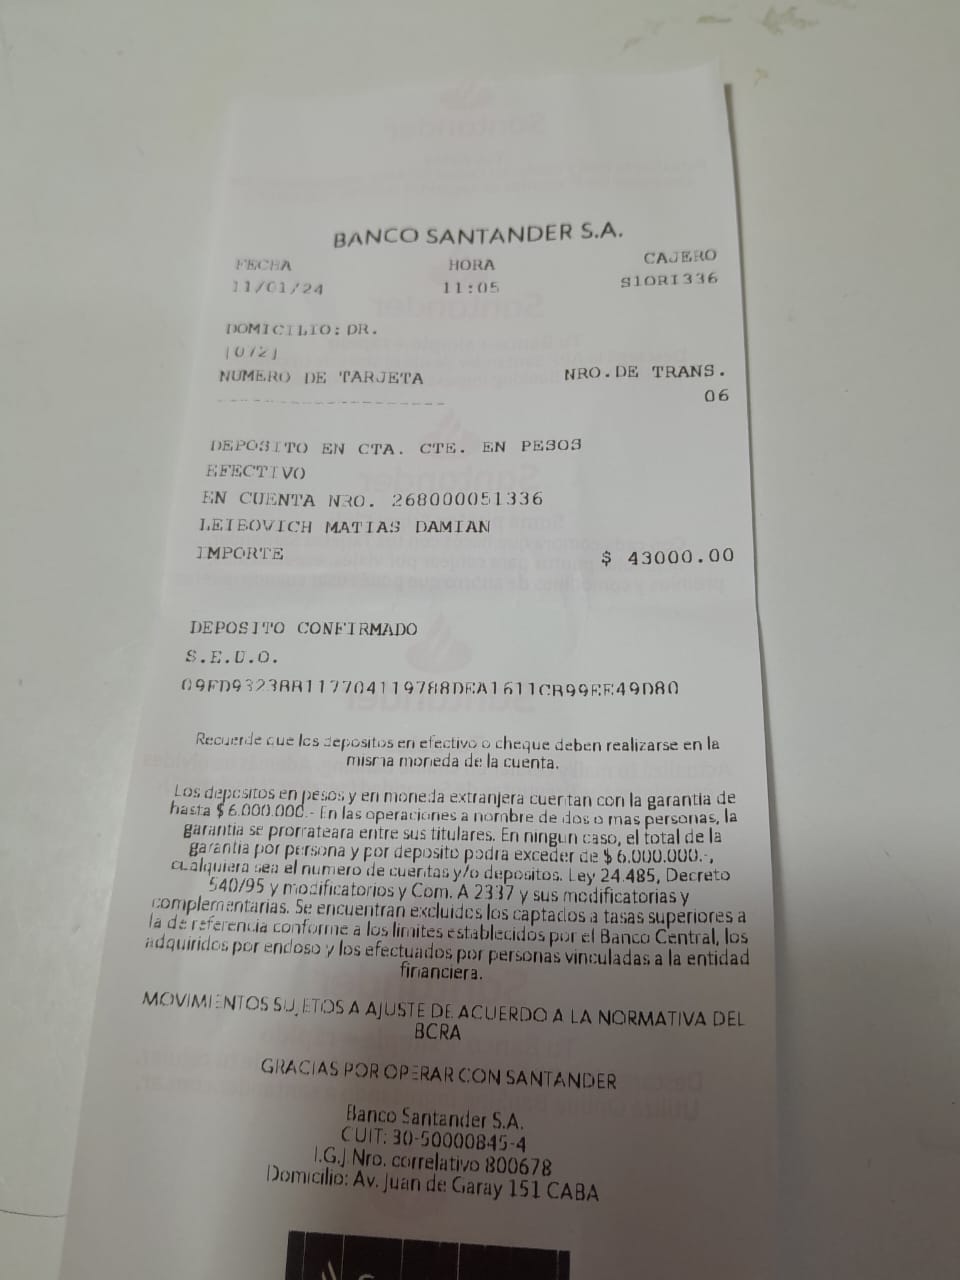 BANCO SANTANDER S.A.
FECHA HORA CAJERO
11/01/24 11:05 S1ORI336
DOMICILIO: DR.
[072]
NUMERO DE TARJETA NRO.DE TRANS.
06
DEPOSITO EN CTA. CTE. EN PESOS
EFECTIVO
EN CUENTA NRO. 268000051336
LEIBOVICH MATIAS DAMIAN
IMPORTE $ 43000.00
DEPOSITO CONFIRMADO
S.E.U.O.
09FD9323BB117704119788DEA1611CB99EE49D80
Recuerde que los depositos en efectivo o cheque deben realizarse en la
misma moneda de la cuenta.
Los depositos en pesos y en moneda extranjera cuentan con la garantia de
hasta $ 6.000.000.- En las operaciones a nombre de dos o mas personas, la
garantia se prorrateara entre sus titulares. En ningun caso, el total de la
garantia por persona y por deposito podra exceder de $ 6.000.000.-,
cualquiera sea el numero de cuentas y/o depositos. Ley 24.485, Decreto
540/95 y modificatorios y Com. A 2337 y sus modificatorias y
complementarias. Se encuentran excluidos los captados a tasas superiores a
la de referencia conforme a los limites establecidos por el Banco Central, los
adquiridos por endoso y los efectuados por personas vinculadas a la entidad
financiera.
MOVIMIENTOS SUJETOS A AJUSTE DE ACUERDO A LA NORMATIVA DEL
BCRA
GRACIAS POR OPERAR CON SANTANDER
Banco Santander S.A.
CUIT: 30-50000845-4
I.G.J Nro. correlativo 800678
Domicilio: Av. Juan de Garay 151 CABA